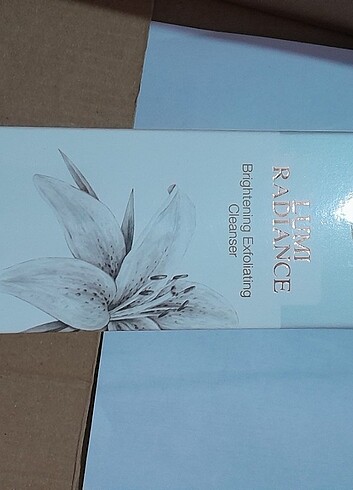 LUMI
RADIANCE
Brightening Exfoliating
Cleanser